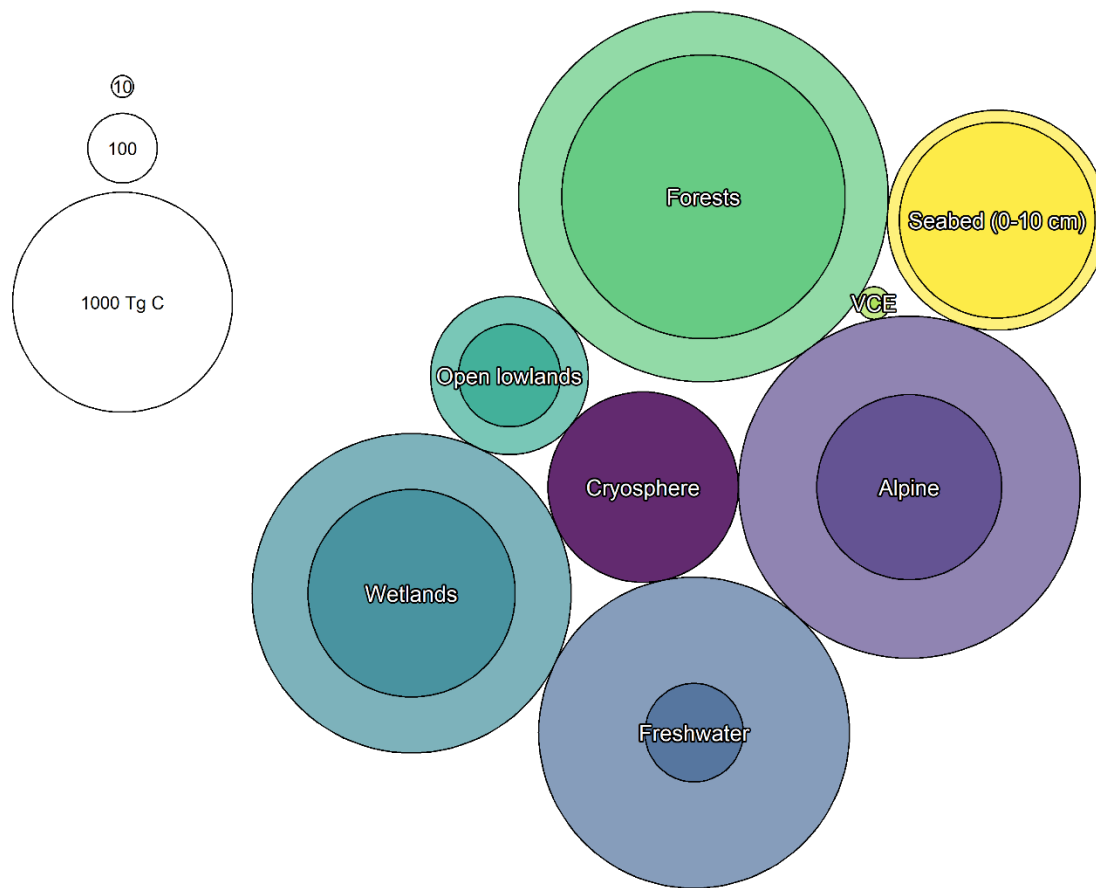 10
100
1000 Tg C
Forests
Seabed (0-10 cm)
VCE
Open lowlands
Cryosphere
Alpine
Wetlands
Freshwater